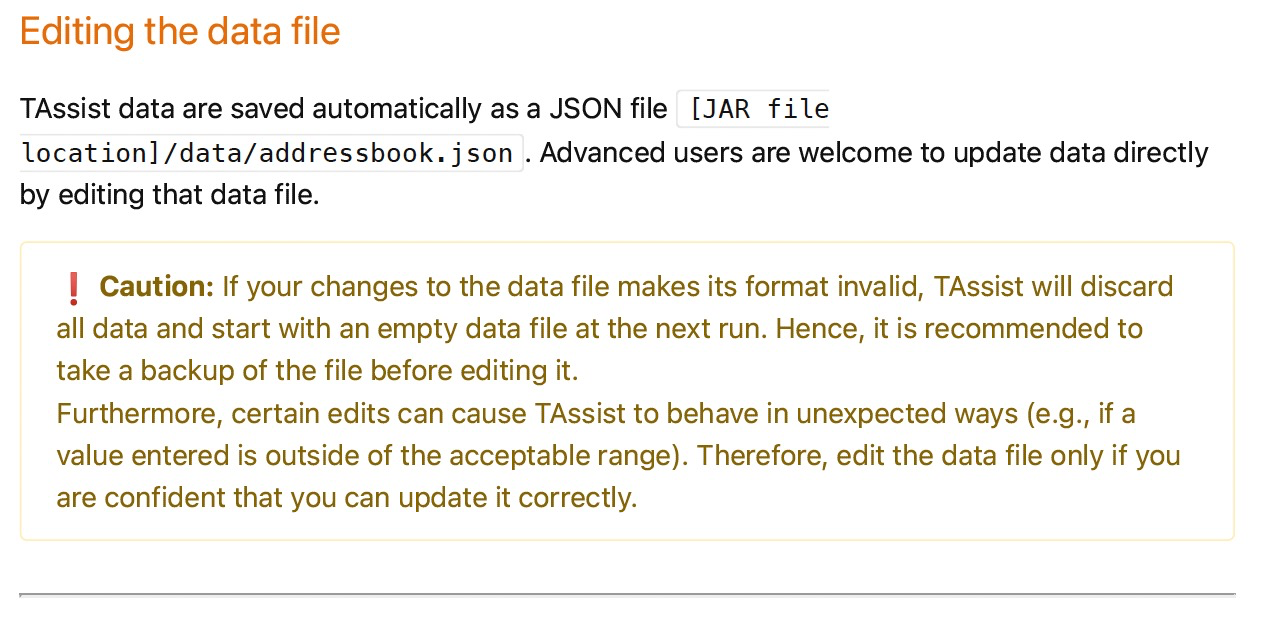 Editing the data file
TAssist data are saved automatically as a JSON file [JAR file
location]/data/addressbook.json . Advanced users are welcome to update data directly
by editing that data file.
❗ Caution: If your changes to the data file makes its format invalid, TAssist will discard
all data and start with an empty data file at the next run. Hence, it is recommended to
take a backup of the file before editing it.
Furthermore, certain edits can cause TAssist to behave in unexpected ways (e.g., if a
value entered is outside of the acceptable range). Therefore, edit the data file only if you
are confident that you can update it correctly.